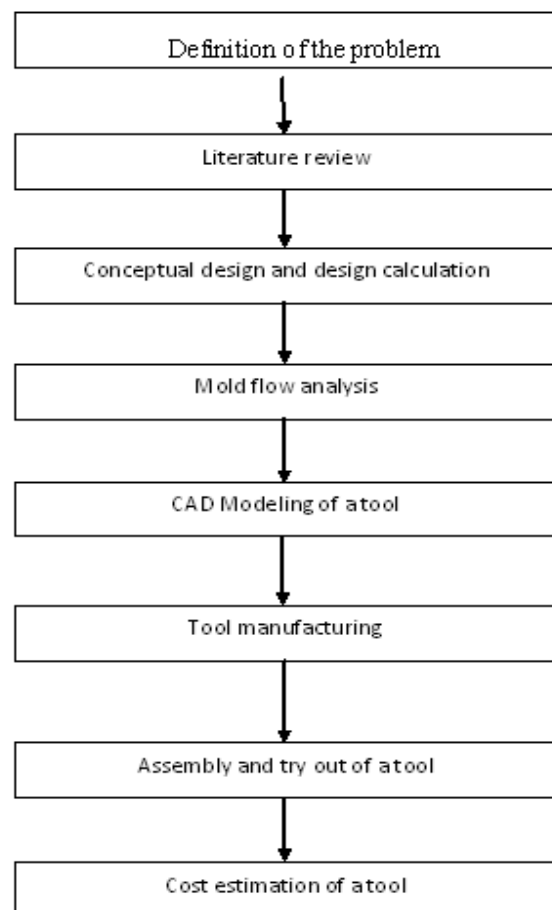 Definition of the problem
Literature review
Conceptual design and design calculation
Mold flow analysis
CAD Modeling of a tool
Tool manufacturing
Assembly and try out of a tool
Cost estimation of a tool